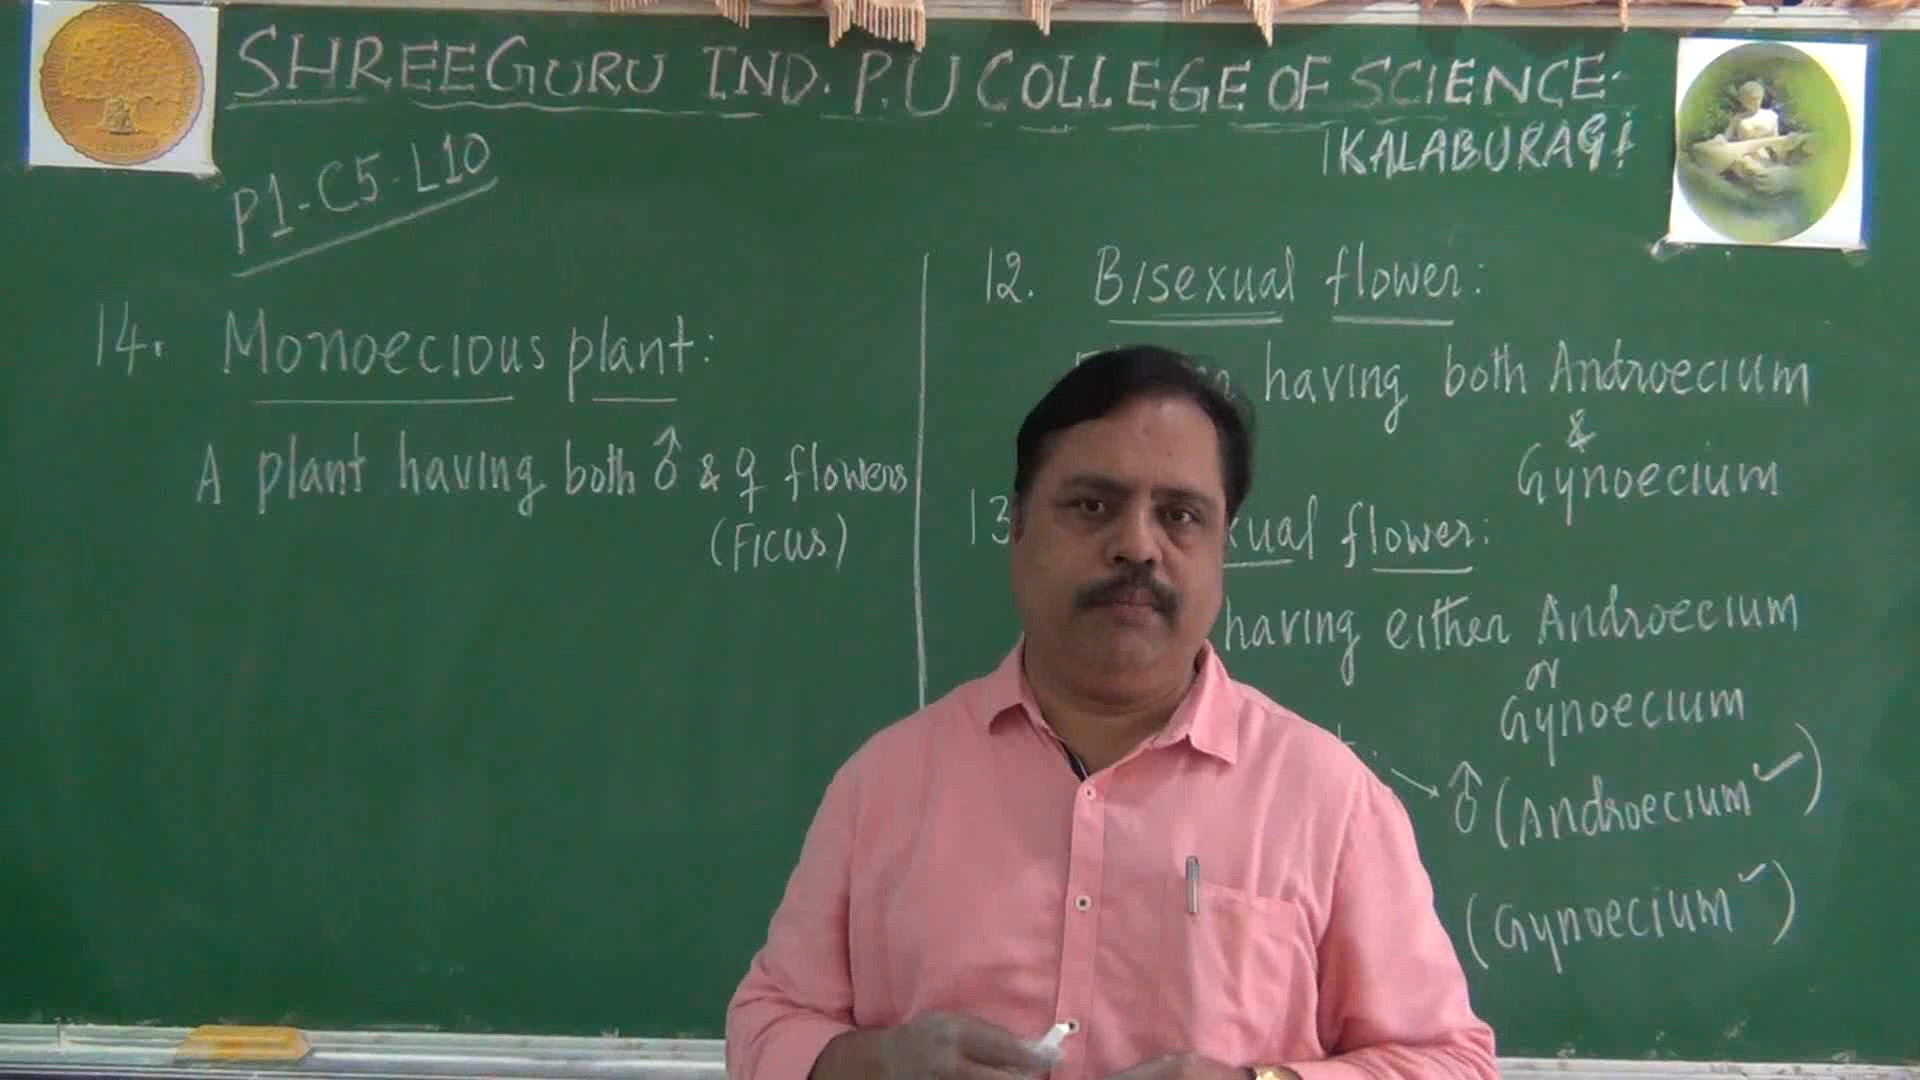 SHREEGURU IND. P.U COLLEGE OF SCIENCE.
KALABURAGI
P1-C5-L10
14. Monoecious plant:
A plant having both ♂ & ♀ flowers
(Ficus)
12. Bisexual flower:
having both Androecium
&
Gynoecium
13
flower:
having either Androecium
or
Gynoecium
♂ (Androecium ✓)
(Gynoecium ✓)